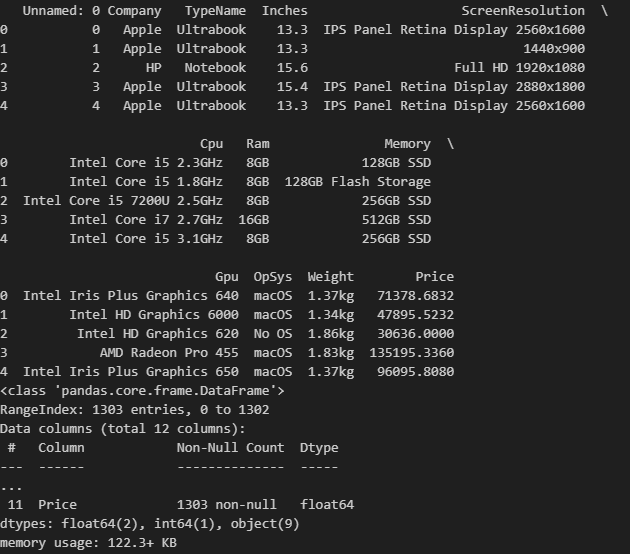 Unnamed: 0 Company   TypeName  Inches                    ScreenResolution  \
0           0   Apple  Ultrabook    13.3  IPS Panel Retina Display 2560x1600
1           1   Apple  Ultrabook    13.3                            1440x900
2           2      HP   Notebook    15.6                   Full HD 1920x1080
3           3   Apple  Ultrabook    15.4  IPS Panel Retina Display 2880x1800
4           4   Apple  Ultrabook    13.3  IPS Panel Retina Display 2560x1600

                          Cpu   Ram               Memory  \
0        Intel Core i5 2.3GHz   8GB            128GB SSD
1        Intel Core i5 1.8GHz   8GB  128GB Flash Storage
2  Intel Core i5 7200U 2.5GHz   8GB            256GB SSD
3        Intel Core i7 2.7GHz  16GB            512GB SSD
4        Intel Core i5 3.1GHz   8GB            256GB SSD

                            Gpu  OpSys  Weight        Price
0  Intel Iris Plus Graphics 640  macOS  1.37kg   71378.6832
1        Intel HD Graphics 6000  macOS  1.34kg   47895.5232
2         Intel HD Graphics 620  No OS  1.86kg   30636.0000
3            AMD Radeon Pro 455  macOS  1.83kg  135195.3360
4  Intel Iris Plus Graphics 650  macOS  1.37kg   96095.8080
<class 'pandas.core.frame.DataFrame'>
RangeIndex: 1303 entries, 0 to 1302
Data columns (total 12 columns):
 #   Column            Non-Null Count  Dtype
---  ------            --------------  -----
...
 11  Price             1303 non-null   float64
dtypes: float64(2), int64(1), object(9)
memory usage: 122.3+ KB